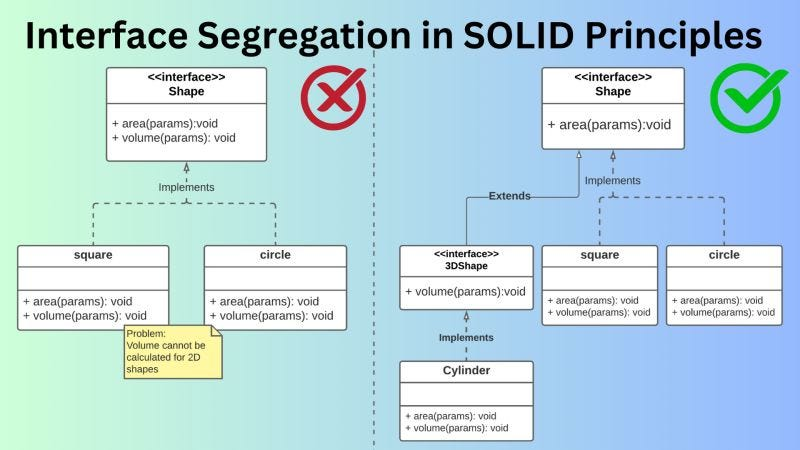 Interface Segregation in SOLID Principles
<<interface>>
Shape
+ area(params):void
+ volume(params): void
Implements
square
+ area(params): void
+ volume(params): void
circle
+ area(params): void
+ volume(params): void
Problem:
Volume cannot be
calculated for 2D
shapes
<<interface>>
Shape
+ area(params):void
Extends
Implements
<<interface>>
3DShape
+ volume(params):void
square
+ area(params): void
+ volume(params): void
circle
+ area(params): void
+ volume(params): void
Implements
Cylinder
+ area(params): void
+ volume(params): void